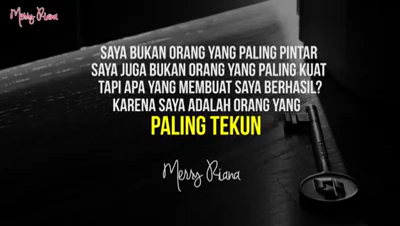 Merry Riana
SAYA BUKAN ORANG YANG PALING PINTAR
SAYA JUGA BUKAN ORANG YANG PALING KUAT
TAPI APA YANG MEMBUAT SAYA BERHASIL?
KARENA SAYA ADALAH ORANG YANG
PALING TEKUN
Merry Riana